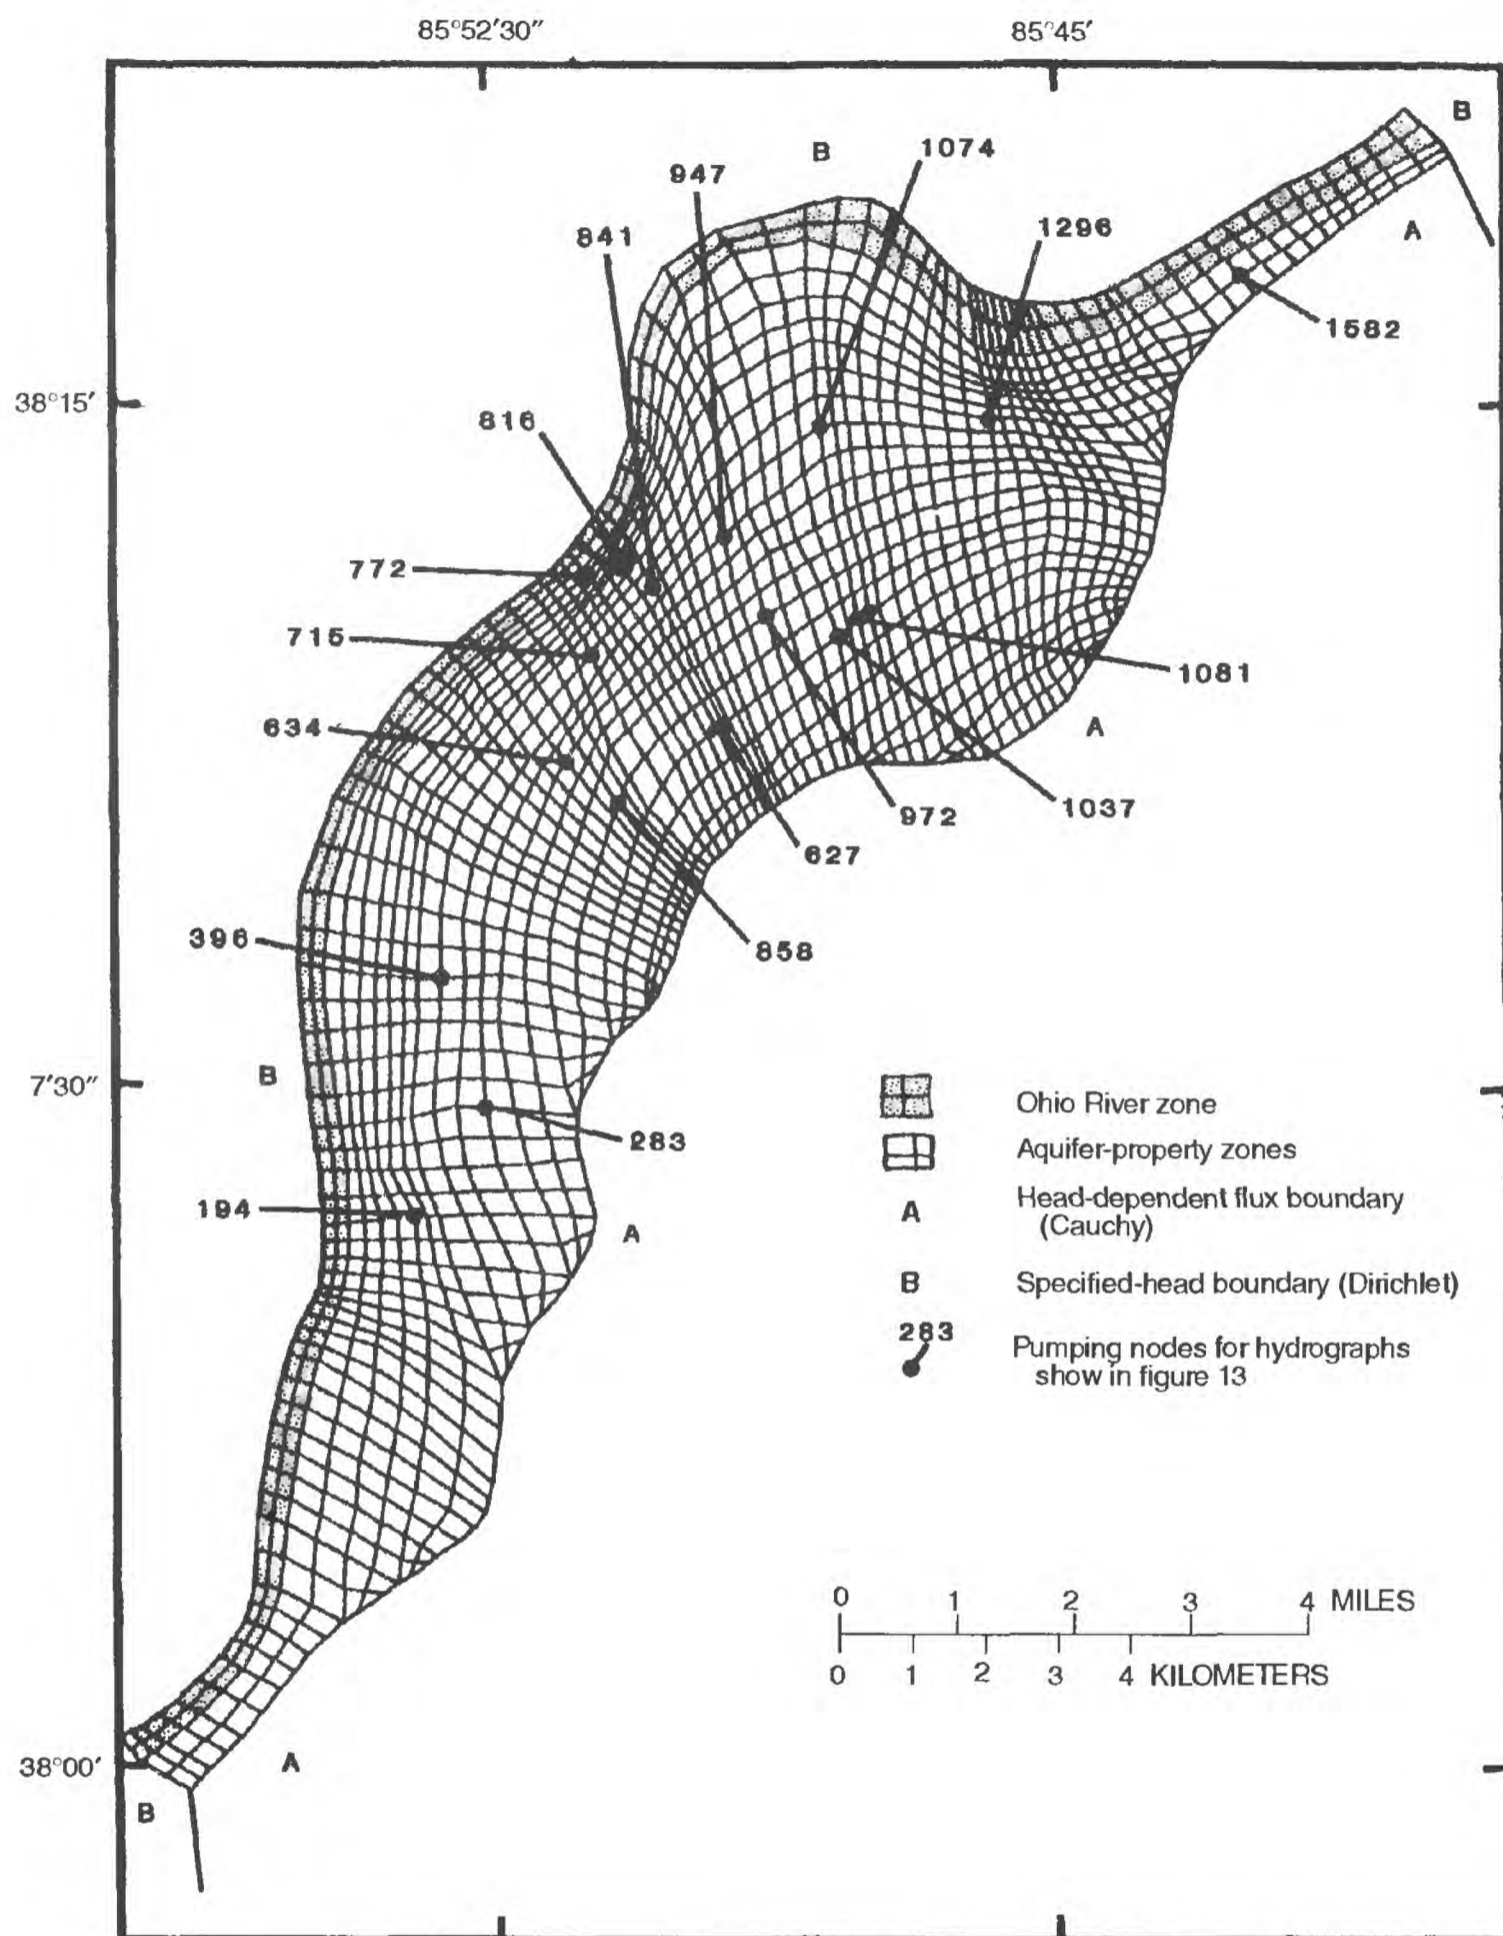 85°52'30" 85°45'
B
1074
B
947
1296
841
A
1582
38°15'
816
772
715
1081
634
A
1037
972
627
396
858
B
7'30"
Ohio River zone
283
Aquifer-property zones
194
A
A Head-dependent flux boundary
(Cauchy)
B Specified-head boundary (Dirichlet)
283 Pumping nodes for hydrographs
show in figure 13
0 1 2 3 4 MILES
0 1 2 3 4 KILOMETERS
38°00'
A
B